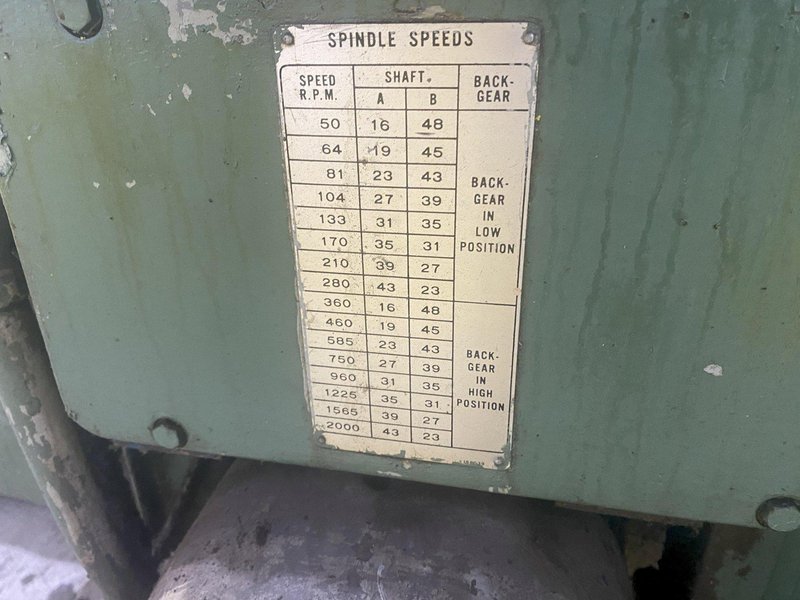 SPINDLE SPEEDS
SPEED R.P.M. SHAFT. BACK-GEAR
A B
50 16 48
64 19 45
81 23 43
104 27 39
133 31 35
170 35 31
210 39 27
280 43 23
BACK-
GEAR
IN
LOW
POSITION
360 16 48
460 19 45
585 23 43
750 27 39
960 31 35
1225 35 31
1565 39 27
2000 43 23
BACK-
GEAR
IN
HIGH
POSITION